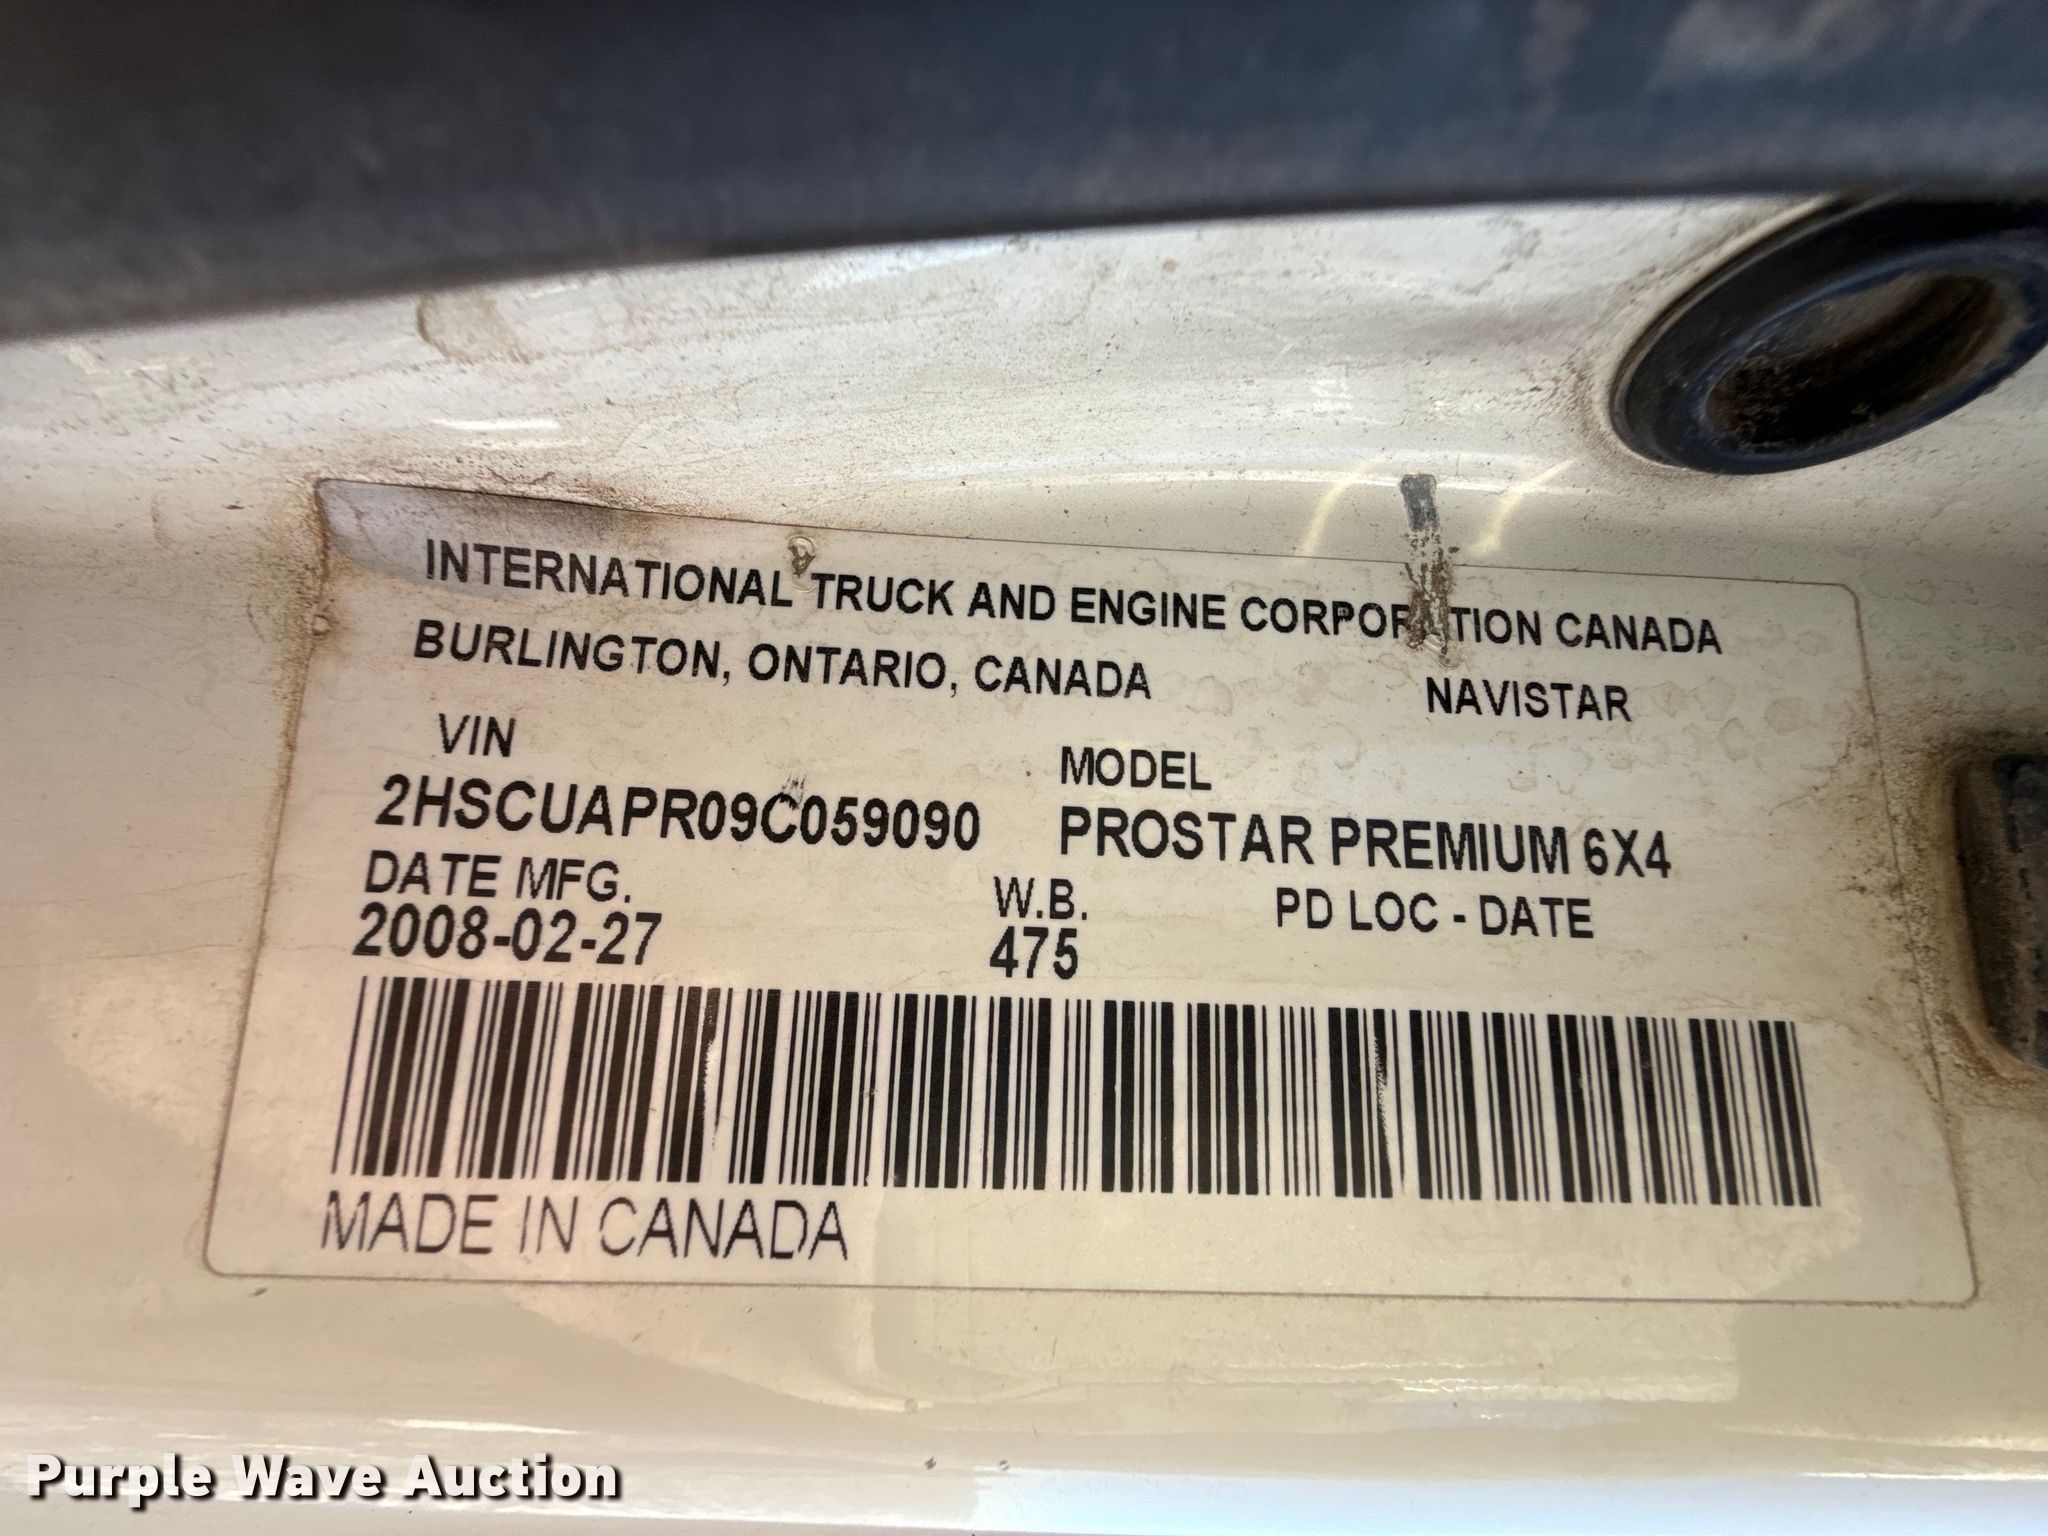 INTERNATIONAL TRUCK AND ENGINE CORPORATION CANADA
BURLINGTON, ONTARIO, CANADA NAVISTAR
VIN MODEL
2HSCUAPR09C059090 PROSTAR PREMIUM 6X4
DATE MFG. W.B. PD LOC - DATE
2008-02-27 475
MADE IN CANADA
Purple Wave Auction